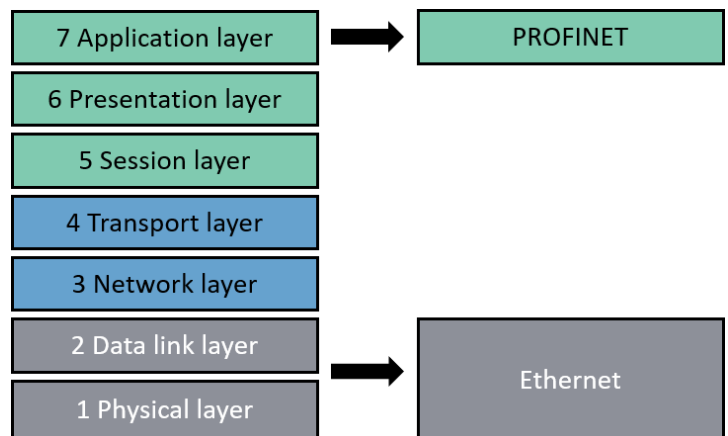 7 Application layer
PROFINET
6 Presentation layer
5 Session layer
4 Transport layer
3 Network layer
2 Data link layer
Ethernet
1 Physical layer